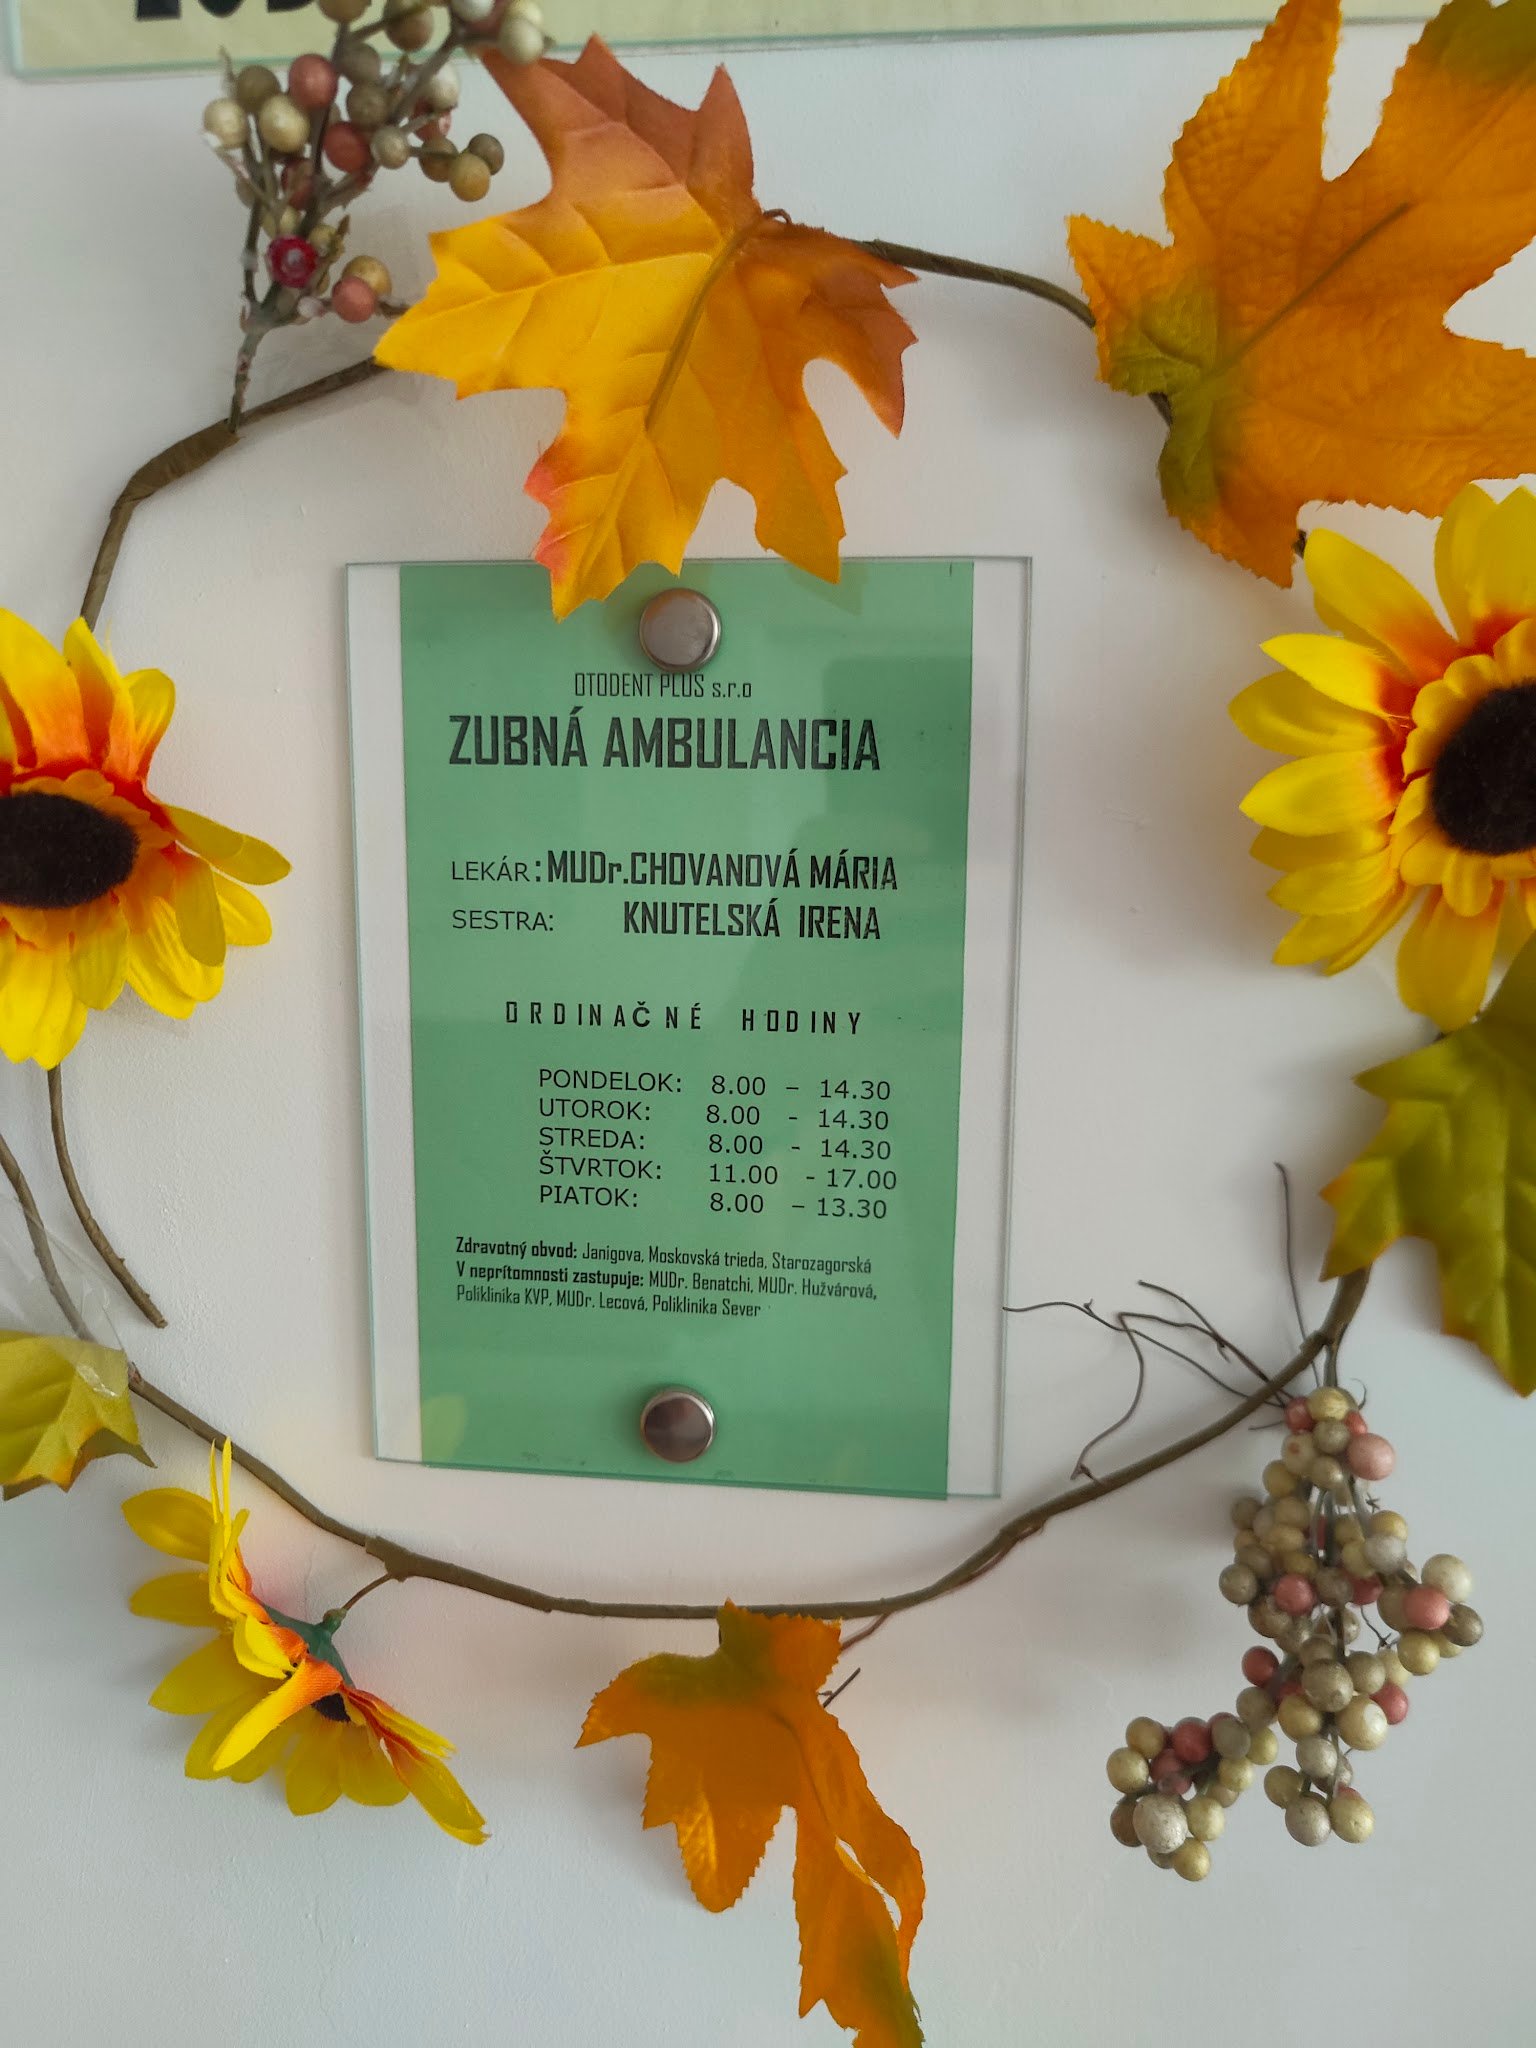 OTODENT PLUS s.r.o
ZUBNÁ AMBULANCIA
LEKÁR: MUDr.CHOVANOVÁ MÁRIA
SESTRA: KNUTELSKÁ IRENA
ORDINAČNÉ HODINY
PONDELOK: 8.00 – 14.30
UTOROK: 8.00 - 14.30
STREDA: 8.00 - 14.30
ŠTVRTOK: 11.00 - 17.00
PIATOK: 8.00 – 13.30
Zdravotný obvod: Janigova, Moskovská trieda, Starozagorská
V neprítomnosti zastupuje: MUDr. Benatchi, MUDr. Hužvárová,
Poliklinika KVP, MUDr. Lecová, Poliklinika Sever